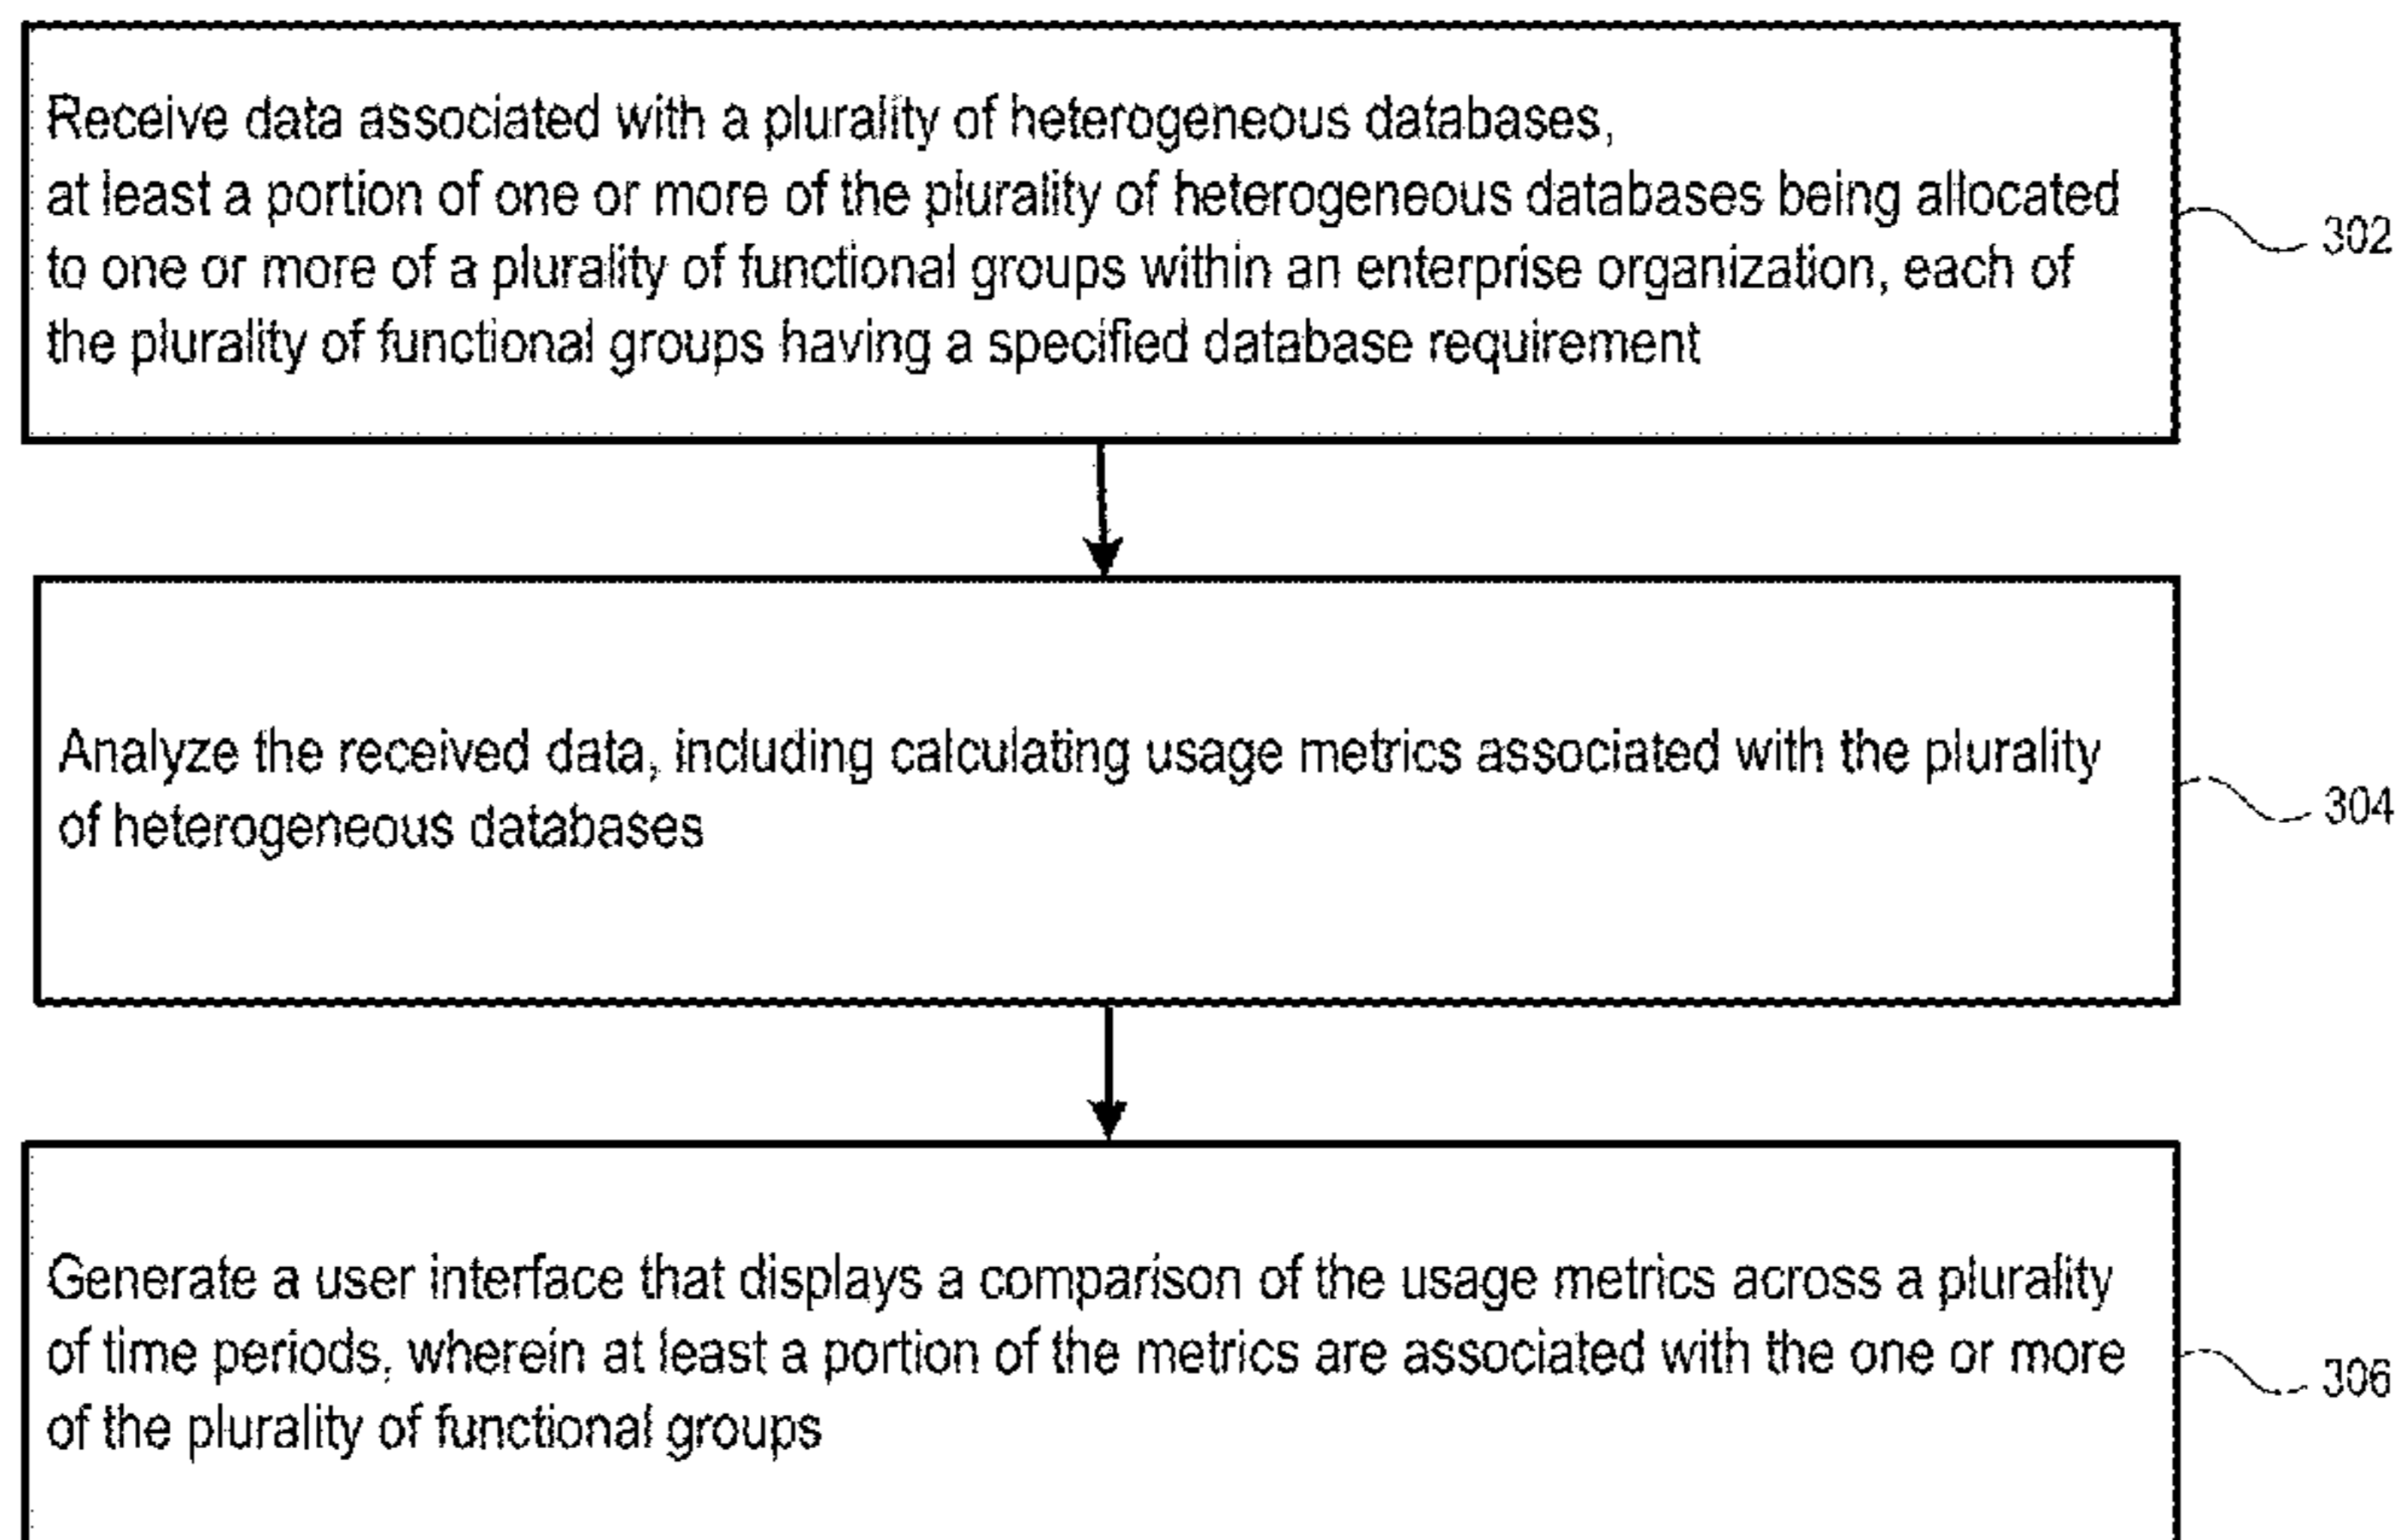 Receive data associated with a plurality of heterogeneous databases,
at least a portion of one or more of the plurality of heterogeneous databases being allocated
to one or more of a plurality of functional groups within an enterprise organization, each of
the plurality of functional groups having a specified database requirement
302
Analyze the received data, including calculating usage metrics associated with the plurality
of heterogeneous databases
304
Generate a user interface that displays a comparison of the usage metrics across a plurality
of time periods, wherein at least a portion of the metrics are associated with the one or more
of the plurality of functional groups
306